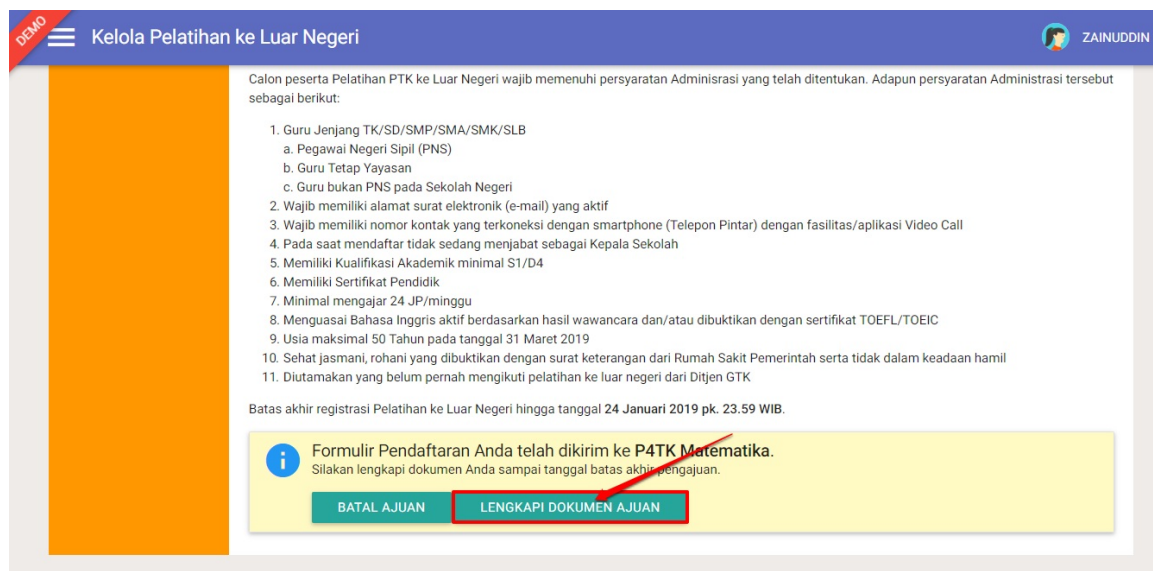 DEMO
Kelola Pelatihan ke Luar Negeri
ZAINUDDIN
Calon peserta Pelatihan PTK ke Luar Negeri wajib memenuhi persyaratan Adminisrasi yang telah ditentukan. Adapun persyaratan Administrasi tersebut
sebagai berikut:
1. Guru Jenjang TK/SD/SMP/SMA/SMK/SLB
a. Pegawai Negeri Sipil (PNS)
b. Guru Tetap Yayasan
c. Guru bukan PNS pada Sekolah Negeri
2. Wajib memiliki alamat surat elektronik (e-mail) yang aktif
3. Wajib memiliki nomor kontak yang terkoneksi dengan smartphone (Telepon Pintar) dengan fasilitas/aplikasi Video Call
4. Pada saat mendaftar tidak sedang menjabat sebagai Kepala Sekolah
5. Memiliki Kualifikasi Akademik minimal S1/D4
6. Memiliki Sertifikat Pendidik
7. Minimal mengajar 24 JP/minggu
8. Menguasai Bahasa Inggris aktif berdasarkan hasil wawancara dan/atau dibuktikan dengan sertifikat TOEFL/TOEIC
9. Usia maksimal 50 Tahun pada tanggal 31 Maret 2019
10. Sehat jasmani, rohani yang dibuktikan dengan surat keterangan dari Rumah Sakit Pemerintah serta tidak dalam keadaan hamil
11. Diutamakan yang belum pernah mengikuti pelatihan ke luar negeri dari Ditjen GTK
Batas akhir registrasi Pelatihan ke Luar Negeri hingga tanggal 24 Januari 2019 pk. 23.59 WIB.
Formulir Pendaftaran Anda telah dikirim ke P4TK Matematika.
Silakan lengkapi dokumen Anda sampai tanggal batas akhir pengajuan.
BATAL AJUAN
LENGKAPI DOKUMEN AJUAN